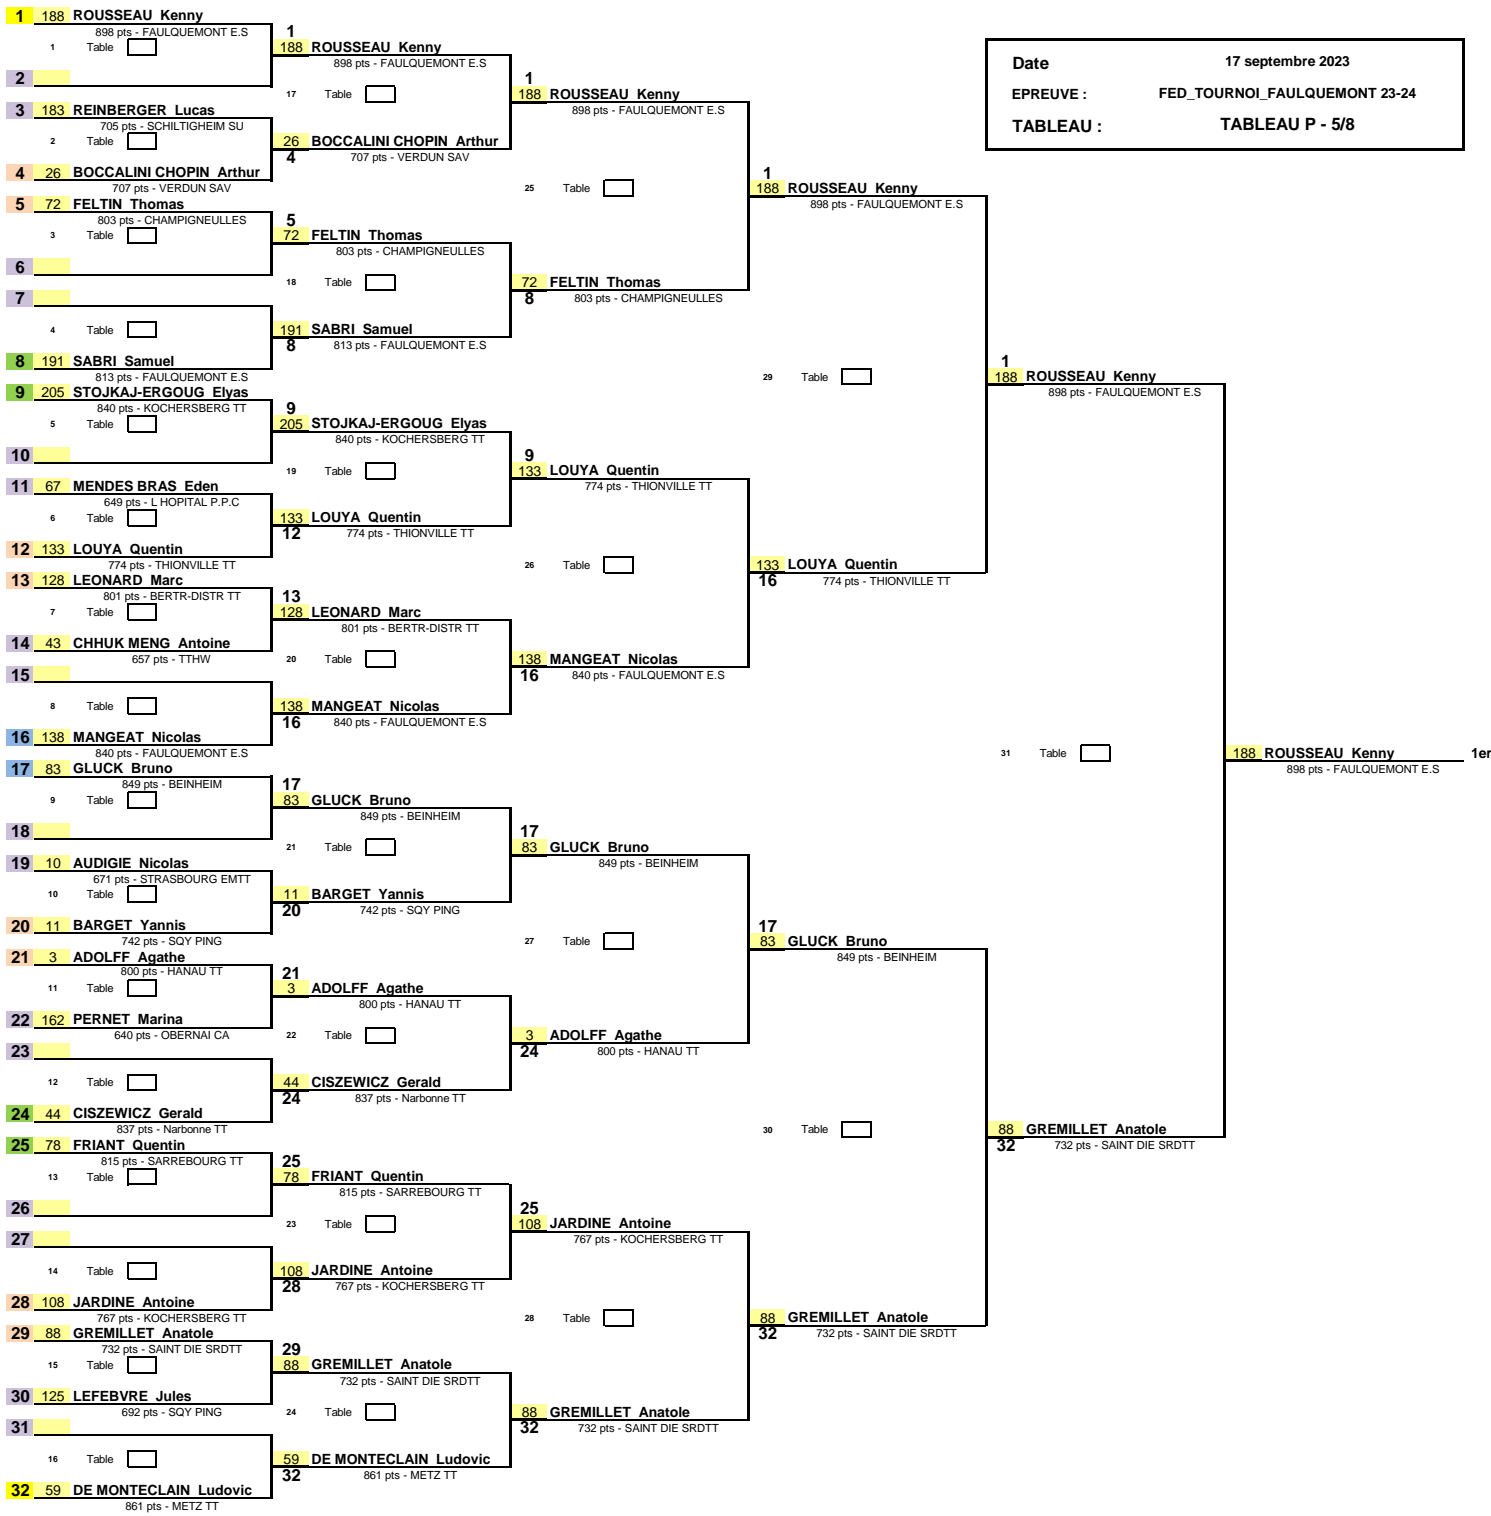 Date 17 septembre 2023
EPREUVE : FED_TOURNOI_FAULQUEMONT 23-24
TABLEAU : TABLEAU P - 5/8
1 188 ROUSSEAU Kenny
898 pts - FAULQUEMONT E.S
1 Table
2
3 183 REINBERGER Lucas
705 pts - SCHILTIGHEIM SU
2 Table
4 26 BOCCALINI CHOPIN Arthur
707 pts - VERDUN SAV
5 72 FELTIN Thomas
803 pts - CHAMPIGNEULLES
3 Table
6
7
4 Table
8 191 SABRI Samuel
813 pts - FAULQUEMONT E.S
9 205 STOJKAJ-ERGOUG Elyas
840 pts - KOCHERSBERG TT
5 Table
10
11 67 MENDES BRAS Eden
649 pts - L HOPITAL P.P.C
6 Table
12 133 LOUYA Quentin
774 pts - THIONVILLE TT
13 128 LEONARD Marc
801 pts - BERTR-DISTR TT
7 Table
14 43 CHHUK MENG Antoine
657 pts - TTHW
15
8 Table
16 138 MANGEAT Nicolas
840 pts - FAULQUEMONT E.S
17 83 GLUCK Bruno
849 pts - BEINHEIM
9 Table
18
19 10 AUDIGIE Nicolas
671 pts - STRASBOURG EMTT
10 Table
20 11 BARGET Yannis
742 pts - SQY PING
21 3 ADOLFF Agathe
800 pts - HANAU TT
11 Table
22 162 PERNET Marina
640 pts - OBERNAI CA
23
12 Table
24 44 CISZEWICZ Gerald
837 pts - Narbonne TT
25 78 FRIANT Quentin
815 pts - SARREBOURG TT
13 Table
26
27
14 Table
28 108 JARDINE Antoine
767 pts - KOCHERSBERG TT
29 88 GREMILLET Anatole
732 pts - SAINT DIE SRDTT
15 Table
30 125 LEFEBVRE Jules
692 pts - SQY PING
31
16 Table
32 59 DE MONTECLAIN Ludovic
861 pts - METZ TT
1
188 ROUSSEAU Kenny
898 pts - FAULQUEMONT E.S
17 Table
26 BOCCALINI CHOPIN Arthur
4 707 pts - VERDUN SAV
5
72 FELTIN Thomas
803 pts - CHAMPIGNEULLES
18 Table
191 SABRI Samuel
8 813 pts - FAULQUEMONT E.S
9
205 STOJKAJ-ERGOUG Elyas
840 pts - KOCHERSBERG TT
19 Table
133 LOUYA Quentin
12 774 pts - THIONVILLE TT
13
128 LEONARD Marc
801 pts - BERTR-DISTR TT
20 Table
138 MANGEAT Nicolas
16 840 pts - FAULQUEMONT E.S
17
83 GLUCK Bruno
849 pts - BEINHEIM
21 Table
11 BARGET Yannis
20 742 pts - SQY PING
21
3 ADOLFF Agathe
800 pts - HANAU TT
22 Table
44 CISZEWICZ Gerald
24 837 pts - Narbonne TT
25
78 FRIANT Quentin
815 pts - SARREBOURG TT
23 Table
108 JARDINE Antoine
28 767 pts - KOCHERSBERG TT
29
88 GREMILLET Anatole
732 pts - SAINT DIE SRDTT
24 Table
59 DE MONTECLAIN Ludovic
32 861 pts - METZ TT
1
188 ROUSSEAU Kenny
898 pts - FAULQUEMONT E.S
25 Table
72 FELTIN Thomas
8 803 pts - CHAMPIGNEULLES
9
133 LOUYA Quentin
774 pts - THIONVILLE TT
26 Table
138 MANGEAT Nicolas
16 840 pts - FAULQUEMONT E.S
17
83 GLUCK Bruno
849 pts - BEINHEIM
27 Table
3 ADOLFF Agathe
24 800 pts - HANAU TT
25
108 JARDINE Antoine
767 pts - KOCHERSBERG TT
28 Table
88 GREMILLET Anatole
32 732 pts - SAINT DIE SRDTT
1
188 ROUSSEAU Kenny
898 pts - FAULQUEMONT E.S
29 Table
133 LOUYA Quentin
16 774 pts - THIONVILLE TT
17
83 GLUCK Bruno
849 pts - BEINHEIM
30 Table
88 GREMILLET Anatole
32 732 pts - SAINT DIE SRDTT
1
188 ROUSSEAU Kenny
898 pts - FAULQUEMONT E.S
31 Table
88 GREMILLET Anatole
32 732 pts - SAINT DIE SRDTT
188 ROUSSEAU Kenny 1er
898 pts - FAULQUEMONT E.S